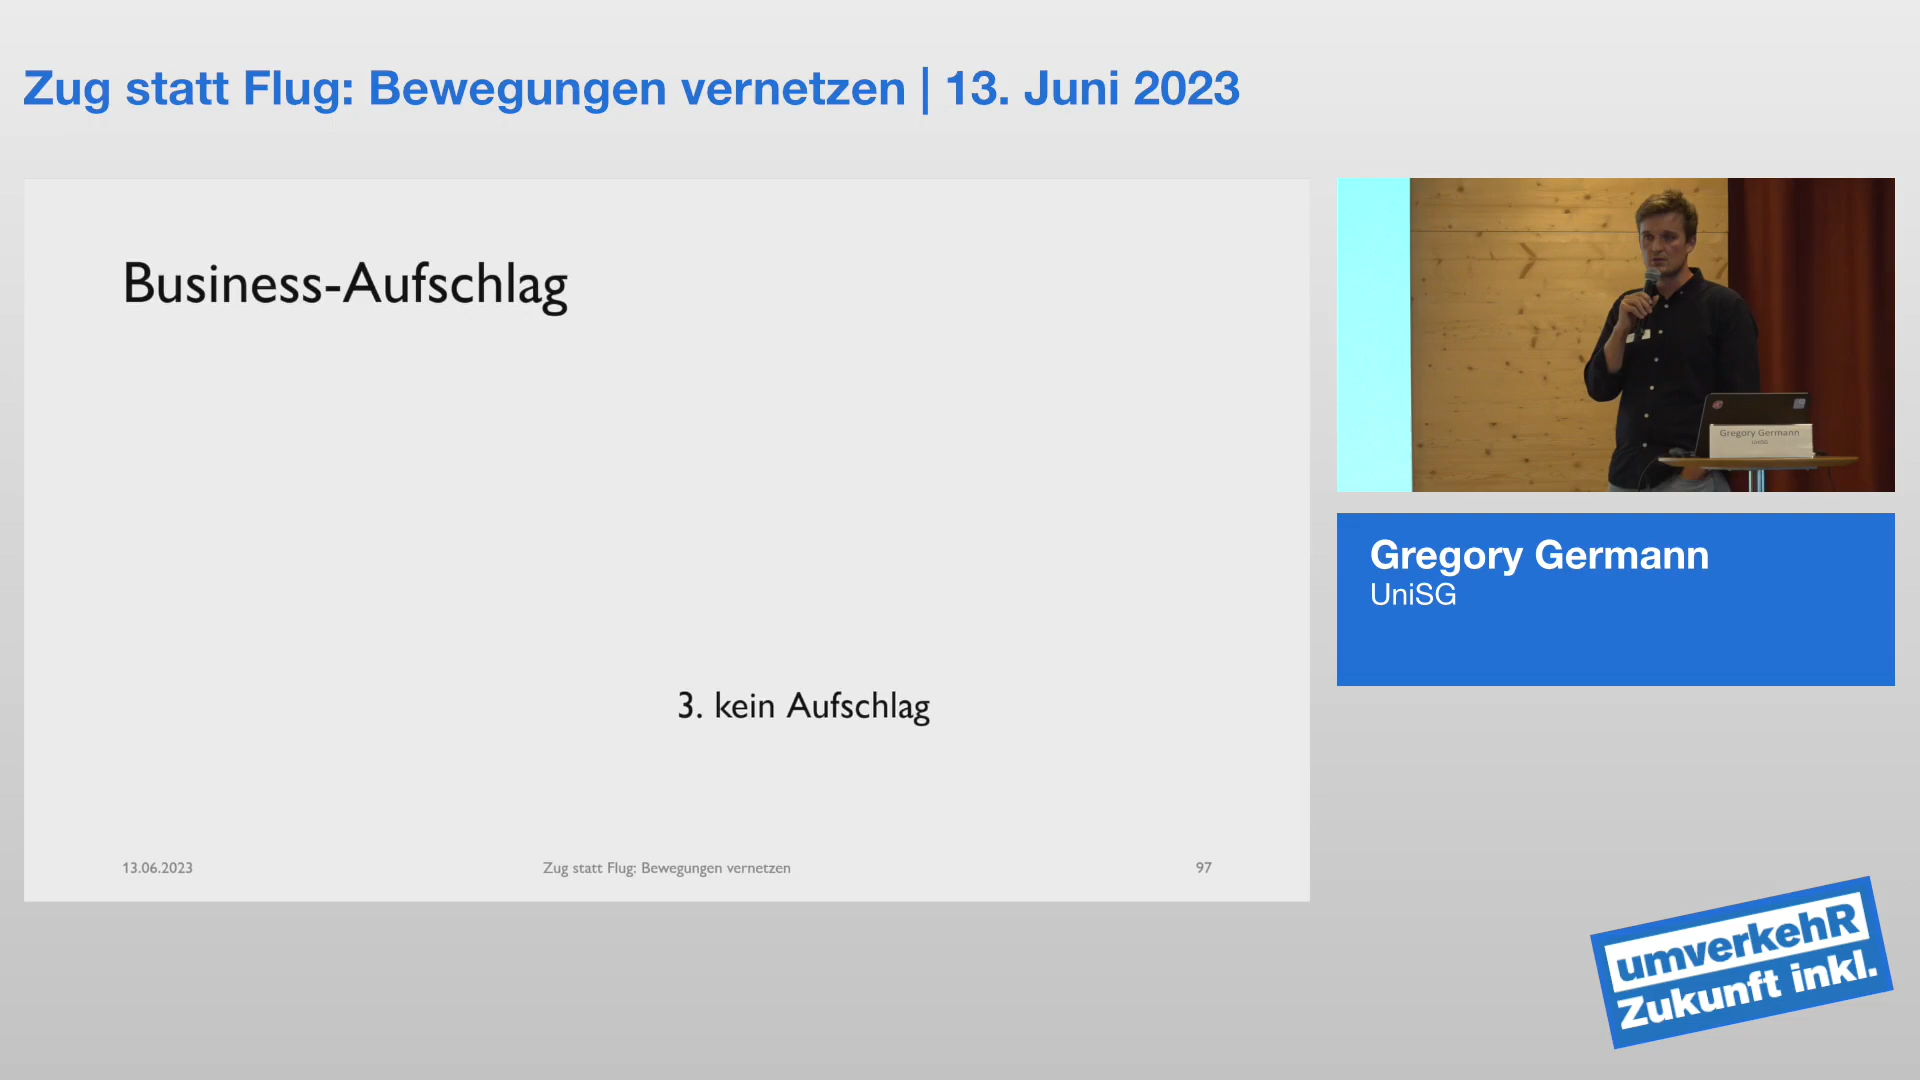 Zug statt Flug: Bewegungen vernetzen | 13. Juni 2023
Business-Aufschlag
3. kein Aufschlag
13.06.2023
Zug statt Flug: Bewegungen vernetzen
97
Gregory Germann
UniSG
Gregory Germann
UniSG
umverkehR
Zukunft inkl.